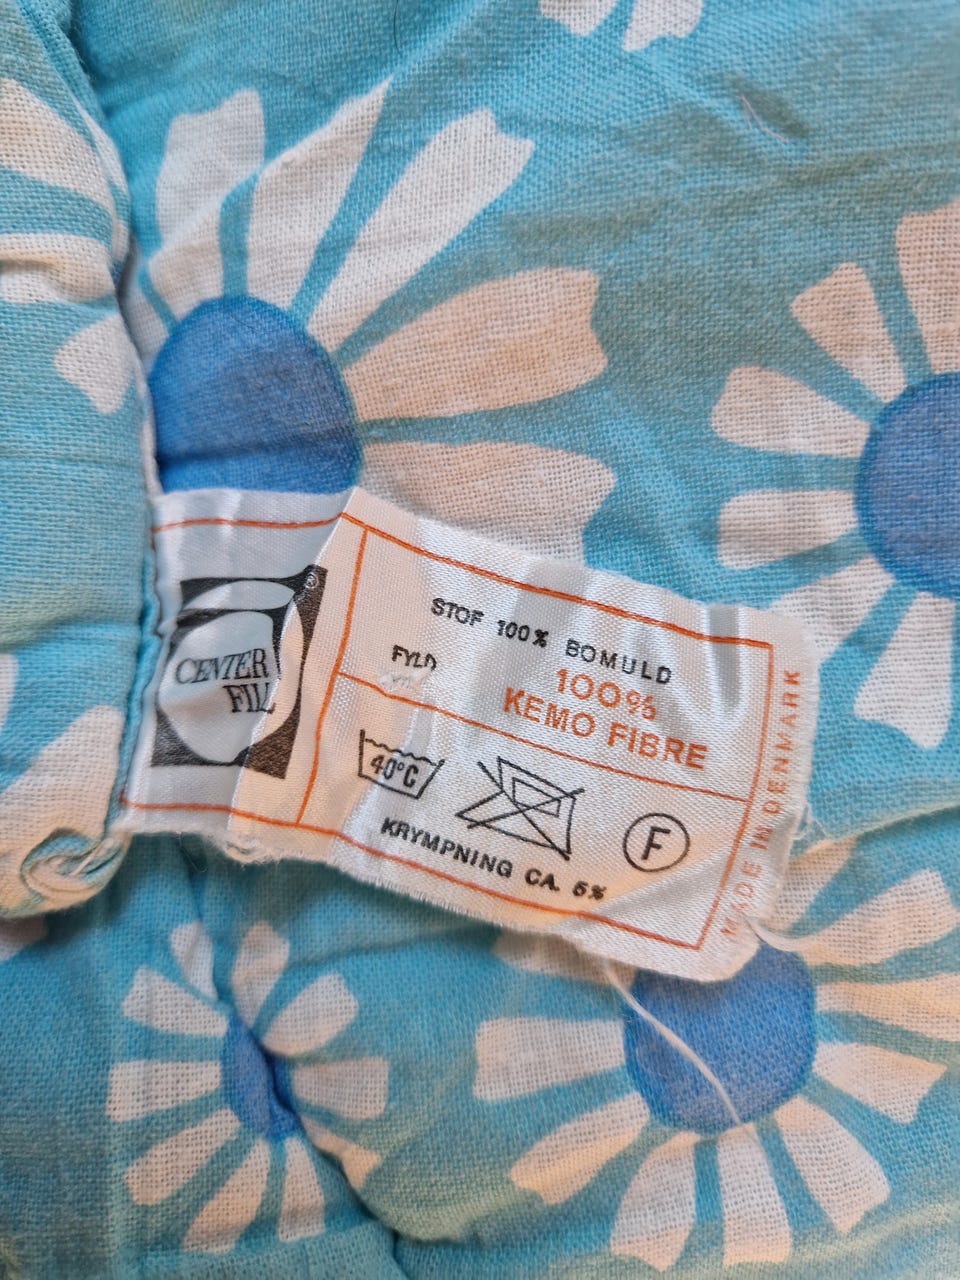 CENTER
FILL
®
STOF 100% BOMULD
FYLD
100%
KEMO FIBRE
40°C
F
KRYMPNING CA. 5%
MADE IN DENMARK